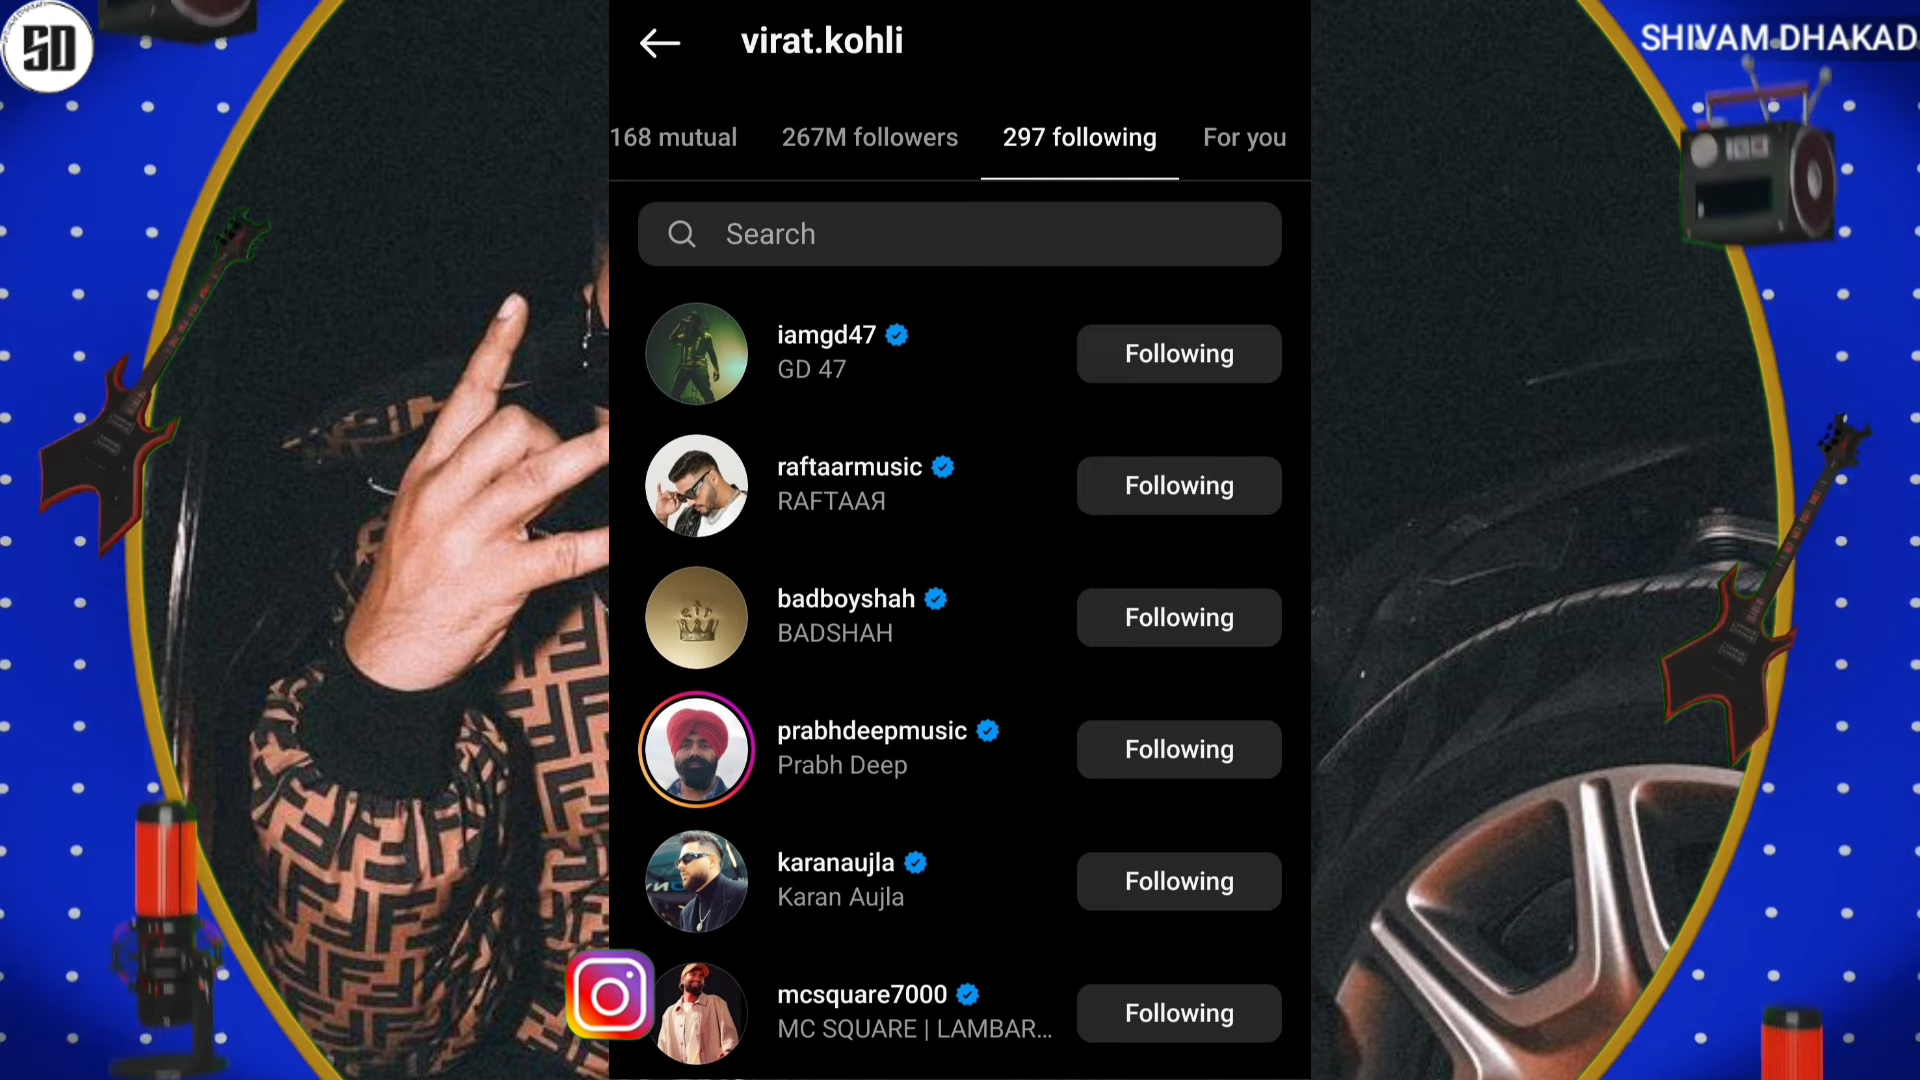 SD
SHIVAM DHAKAD
virat.kohli
168 mutual
267M followers
297 following
For you
Search
iamgd47
GD 47
Following
raftaarmusic
RAFTAAЯ
Following
badboyshah
BADSHAH
Following
prabhdeepmusic
Prabh Deep
Following
karanaujla
Karan Aujla
Following
mcsquare7000
MC SQUARE | LAMBAR...
Following